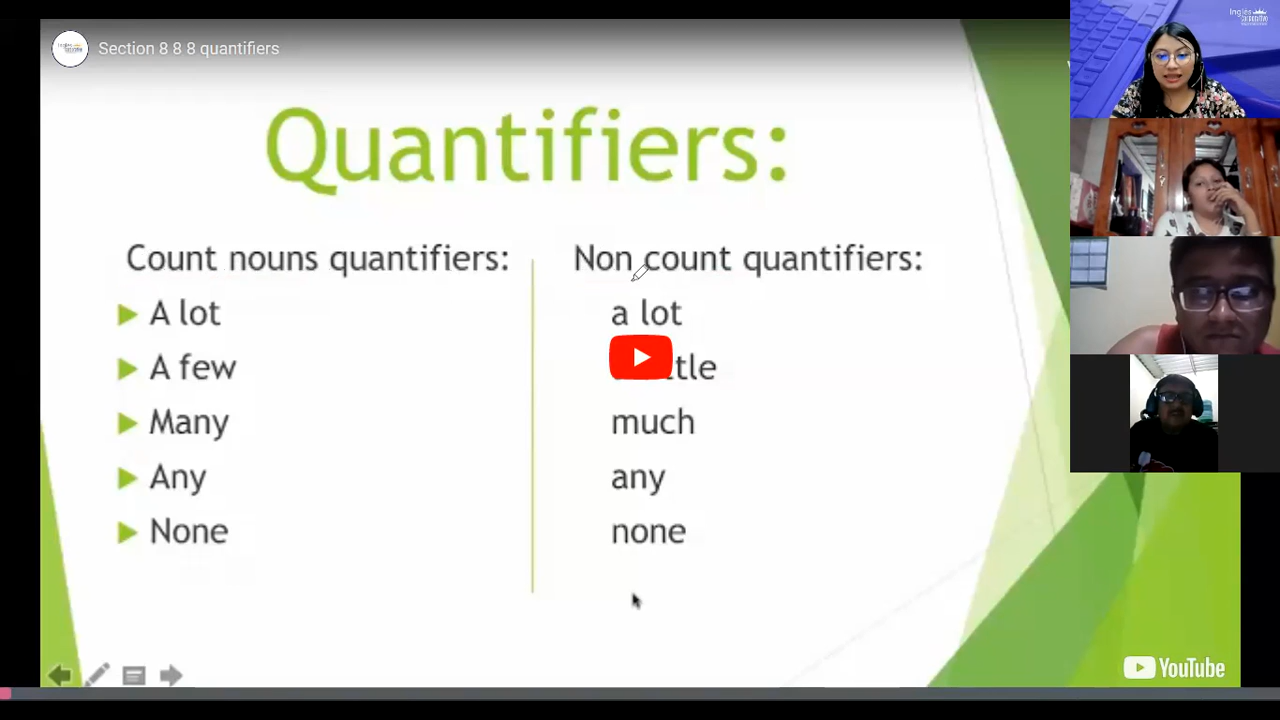 Section 8 8 8 quantifiers
Quantifiers:
Count nouns quantifiers:
A lot
A few
Many
Any
None
Non count quantifiers:
a lot
much
any
none
YouTube
Ingles